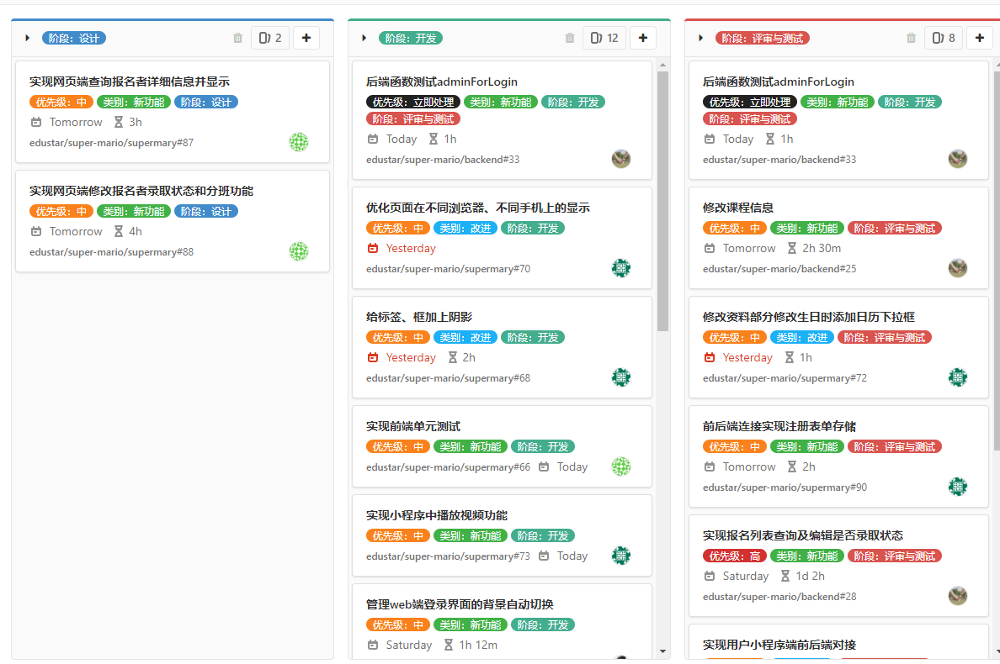 阶段：设计
2
实现网页端查询报名者详细信息并显示
优先级：中 类别：新功能 阶段：设计
Tomorrow 3h
edustar/super-mario/supermary#87
实现网页端修改报名者录取状态和分班功能
优先级：中 类别：新功能 阶段：设计
Tomorrow 4h
edustar/super-mario/supermary#88
阶段：开发
12
后端函数测试adminForLogin
优先级：立即处理 类别：新功能 阶段：开发
阶段：评审与测试
Today 1h
edustar/super-mario/backend#33
优化页面在不同浏览器、不同手机上的显示
优先级：中 类别：改进 阶段：开发
Yesterday
edustar/super-mario/supermary#70
给标签、框加上阴影
优先级：中 类别：改进 阶段：开发
Yesterday 2h
edustar/super-mario/supermary#68
实现前端单元测试
优先级：中 类别：新功能 阶段：开发
edustar/super-mario/supermary#66 Today
实现小程序中播放视频功能
优先级：中 类别：新功能 阶段：开发
edustar/super-mario/supermary#73 Today
管理web端登录界面的背景自动切换
优先级：中 类别：新功能 阶段：开发
Saturday 1h 12m
阶段：评审与测试
8
后端函数测试adminForLogin
优先级：立即处理 类别：新功能 阶段：开发
阶段：评审与测试
Today 1h
edustar/super-mario/backend#33
修改课程信息
优先级：中 类别：新功能 阶段：评审与测试
Tomorrow 2h 30m
edustar/super-mario/backend#25
修改资料部分修改生日时添加日历下拉框
优先级：中 类别：改进 阶段：评审与测试
Yesterday 1h
edustar/super-mario/supermary#72
前后端连接实现注册表单存储
优先级：中 类别：新功能 阶段：评审与测试
Tomorrow 2h
edustar/super-mario/supermary#90
实现报名列表查询及编辑是否录取状态
优先级：高 类别：新功能 阶段：评审与测试
Saturday 1d 2h
edustar/super-mario/backend#28
实现用户小程序端前后端对接